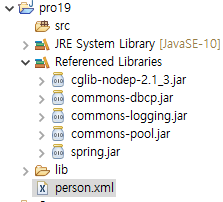 pro19
src
JRE System Library [JavaSE-10]
Referenced Libraries
cglib-nodep-2.1_3.jar
commons-dbcp.jar
commons-logging.jar
commons-pool.jar
spring.jar
lib
person.xml